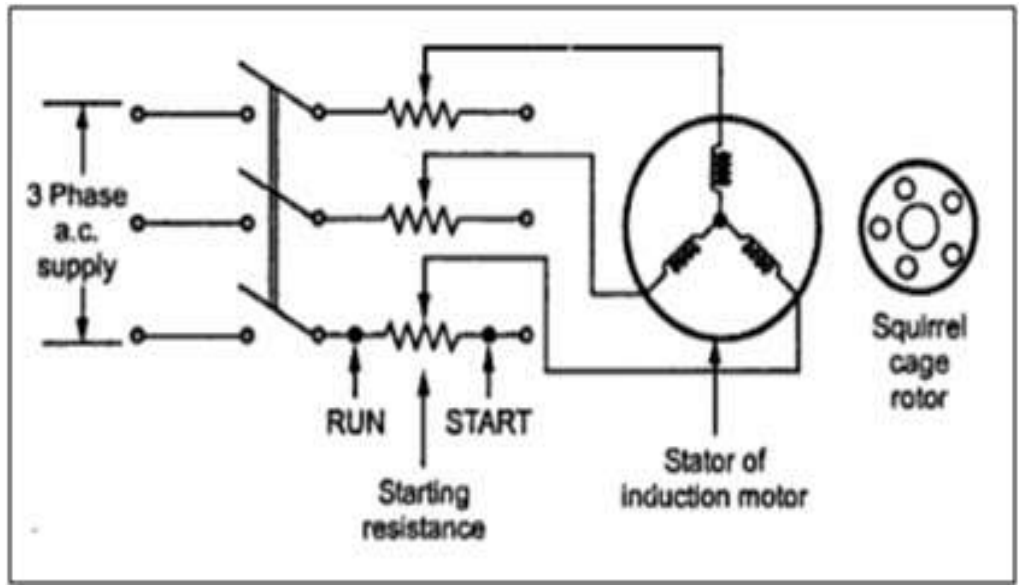 3 Phase
a.c.
supply
RUN
START
Starting
resistance
Stator of
induction motor
Squirrel
cage
rotor